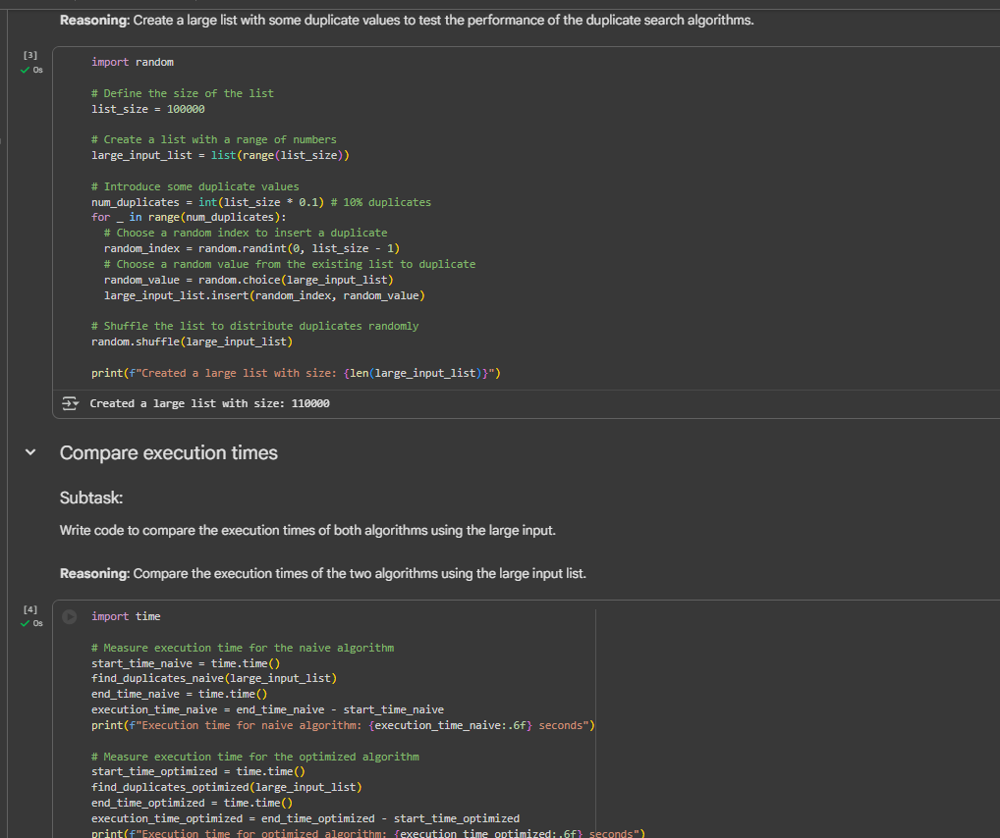 Reasoning: Create a large list with some duplicate values to test the performance of the duplicate search algorithms.
[3]
0s
import random
# Define the size of the list
list_size = 100000
# Create a list with a range of numbers
large_input_list = list(range(list_size))
# Introduce some duplicate values
num_duplicates = int(list_size * 0.1) # 10% duplicates
for _ in range(num_duplicates):
  # Choose a random index to insert a duplicate
  random_index = random.randint(0, list_size - 1)
  # Choose a random value from the existing list to duplicate
  random_value = random.choice(large_input_list)
  large_input_list.insert(random_index, random_value)
# Shuffle the list to distribute duplicates randomly
random.shuffle(large_input_list)
print(f"Created a large list with size: {len(large_input_list)}")
Created a large list with size: 110000
Compare execution times
Subtask:
Write code to compare the execution times of both algorithms using the large input.
Reasoning: Compare the execution times of the two algorithms using the large input list.
[4]
0s
import time
# Measure execution time for the naive algorithm
start_time_naive = time.time()
find_duplicates_naive(large_input_list)
end_time_naive = time.time()
execution_time_naive = end_time_naive - start_time_naive
print(f"Execution time for naive algorithm: {execution_time_naive:.6f} seconds")
# Measure execution time for the optimized algorithm
start_time_optimized = time.time()
find_duplicates_optimized(large_input_list)
end_time_optimized = time.time()
execution_time_optimized = end_time_optimized - start_time_optimized
print(f"Execution time for optimized algorithm: {execution_time_optimized:.6f} seconds")